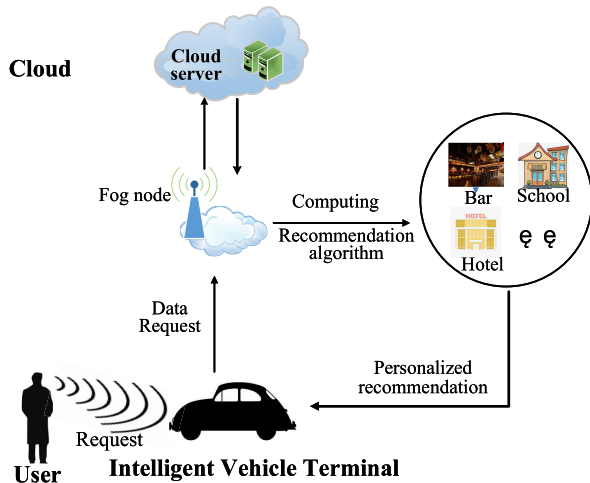 Cloud
Cloud
server
Fog node
Computing
Recommendation
algorithm
Bar
School
HOTEL
Hotel
ę ę
Data
Request
Personalized
recommendation
Request
User
Intelligent Vehicle Terminal